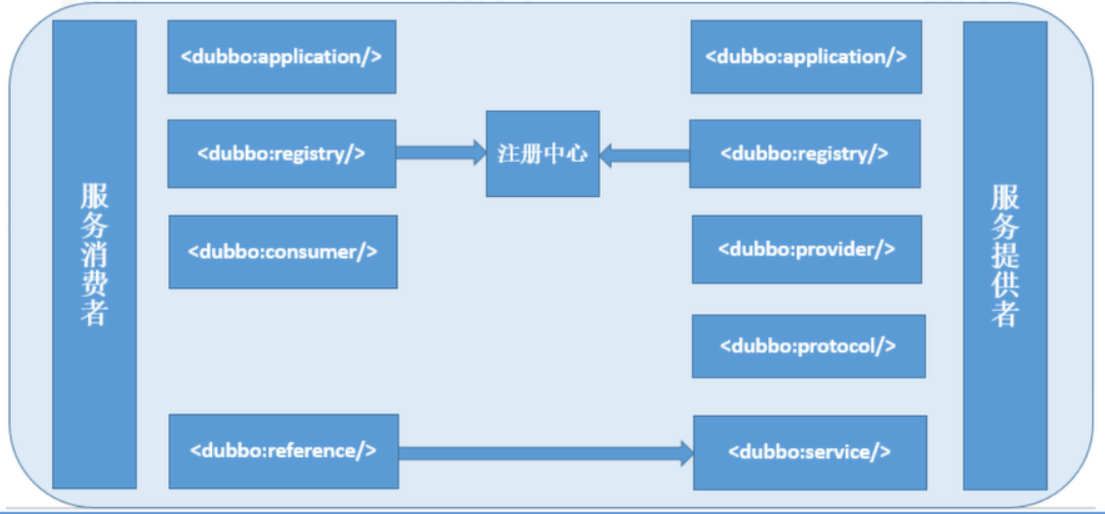 服务消费者
<dubbo:application/>
<dubbo:registry/>
<dubbo:consumer/>
<dubbo:reference/>
注册中心
<dubbo:application/>
<dubbo:registry/>
<dubbo:provider/>
<dubbo:protocol/>
<dubbo:service/>
服务提供者